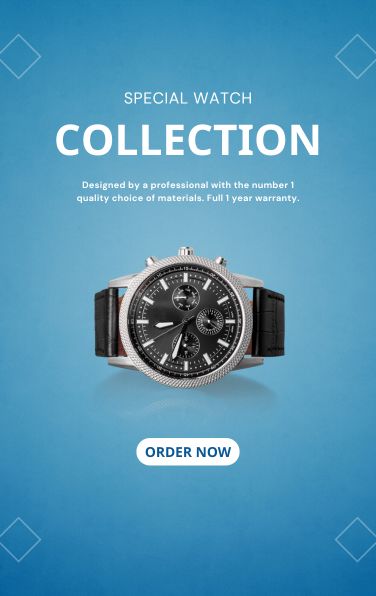 SPECIAL WATCH
COLLECTION
Designed by a professional with the number 1
quality choice of materials. Full 1 year warranty.
ORDER NOW